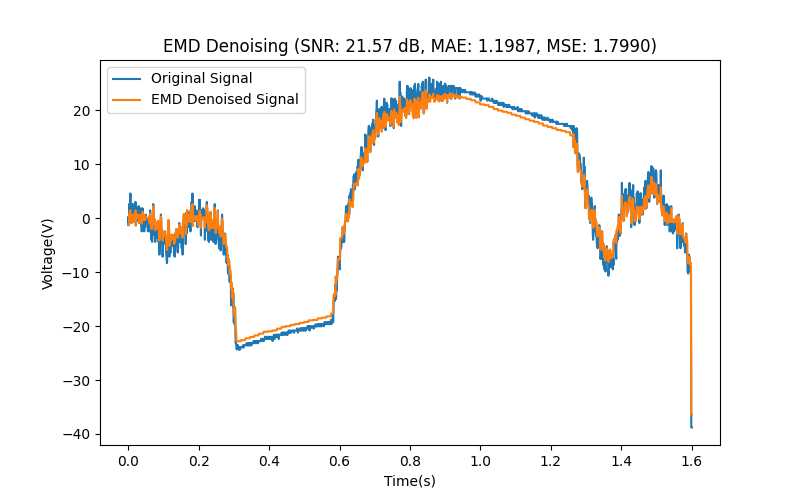 EMD Denoising (SNR: 21.57 dB, MAE: 1.1987, MSE: 1.7990)
Original Signal
EMD Denoised Signal
Voltage(V)
20
10
0
−10
−20
−30
−40
0.0 0.2 0.4 0.6 0.8 1.0 1.2 1.4 1.6
Time(s)